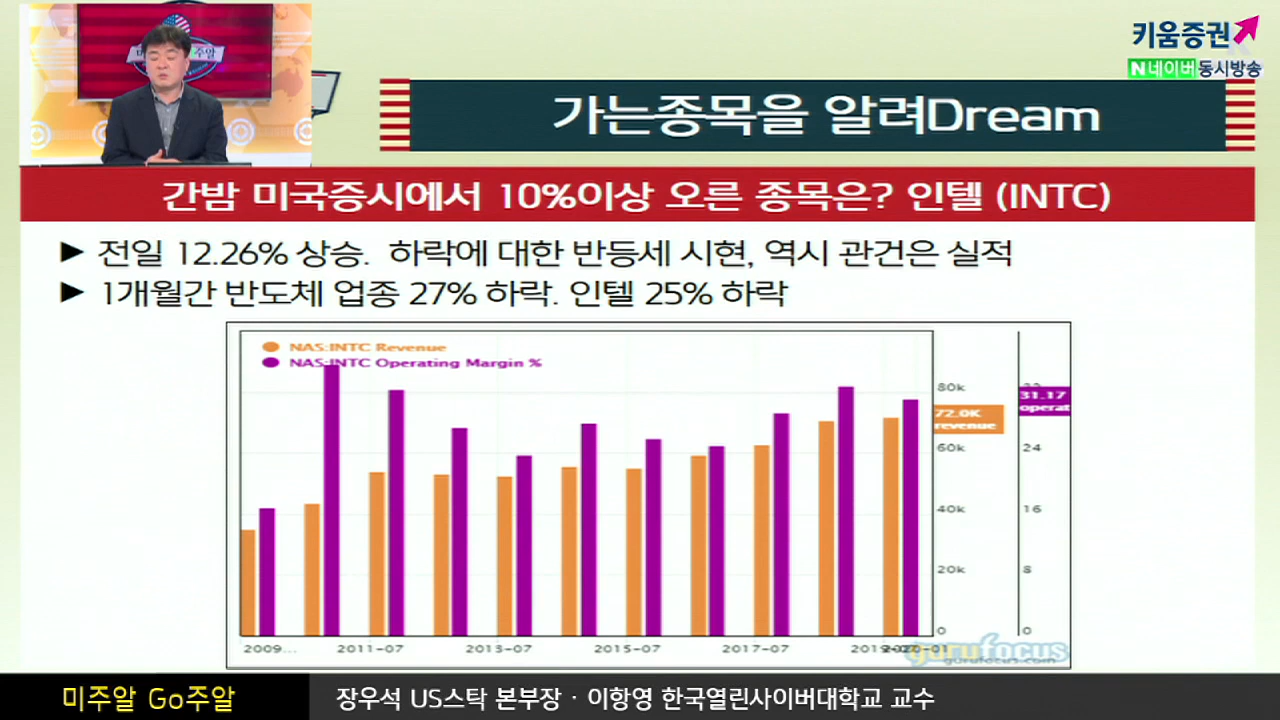 키움증권
N 네이버 동시방송
가는종목을 알려Dream
간밤 미국증시에서 10%이상 오른 종목은? 인텔 (INTC)
▶ 전일 12.26% 상승. 하락에 대한 반등세 시현, 역시 관건은 실적
▶ 1개월간 반도체 업종 27% 하락. 인텔 25% 하락
NAS:INTC Revenue
NAS:INTC Operating Margin %
80k
72.0K
revenue
60k
40k
20k
0
31.17
operat
24
16
8
0
2009...
2011-07
2013-07
2015-07
2017-07
gurufocus
gurufocus.com
미주알 Go주알
장우석 US스탁 본부장 · 이항영 한국열린사이버대학교 교수